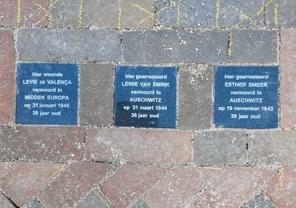 hier woonde
LEVIE de VALENÇA
vermoord in
MIDDEN EUROPA
op 31 januari 1945
38 jaar oud
hier gearresteerd
LEWIE VAN EMRIK
vermoord in
AUSCHWITZ
op 31 maart 1944
36 jaar oud
hier gearresteerd
ESTHER SMEER
vermoord in
AUSCHWITZ
op 19 november 1943
30 jaar oud